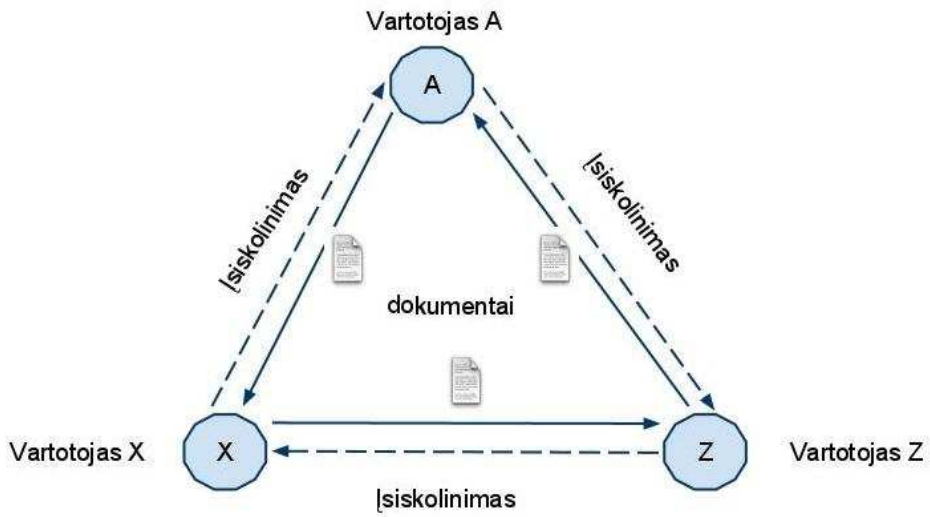 Vartotojas A
A
Įsiskolinimas
Įsiskolinimas
dokumentai
Vartotojas X
X
Z
Vartotojas Z
Įsiskolinimas